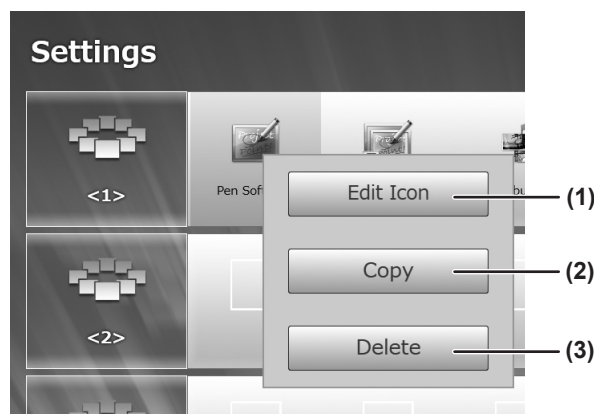 Settings
<1>
Pen Sof
Edit Icon
(1)
Copy
(2)
<2>
Delete
(3)